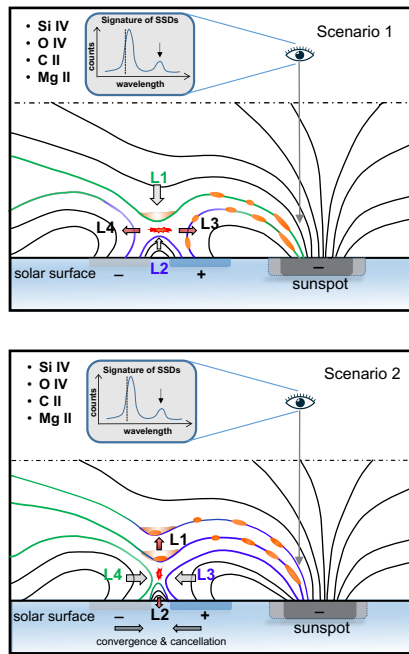 • Si IV
• O IV
• C II
• Mg II
Signature of SSDs
counts
wavelength
Scenario 1
L1
L4
L3
L2
solar surface
–
+
–
sunspot
• Si IV
• O IV
• C II
• Mg II
Signature of SSDs
counts
wavelength
Scenario 2
L1
L4
L3
L2
solar surface
–
+
–
sunspot
convergence & cancellation